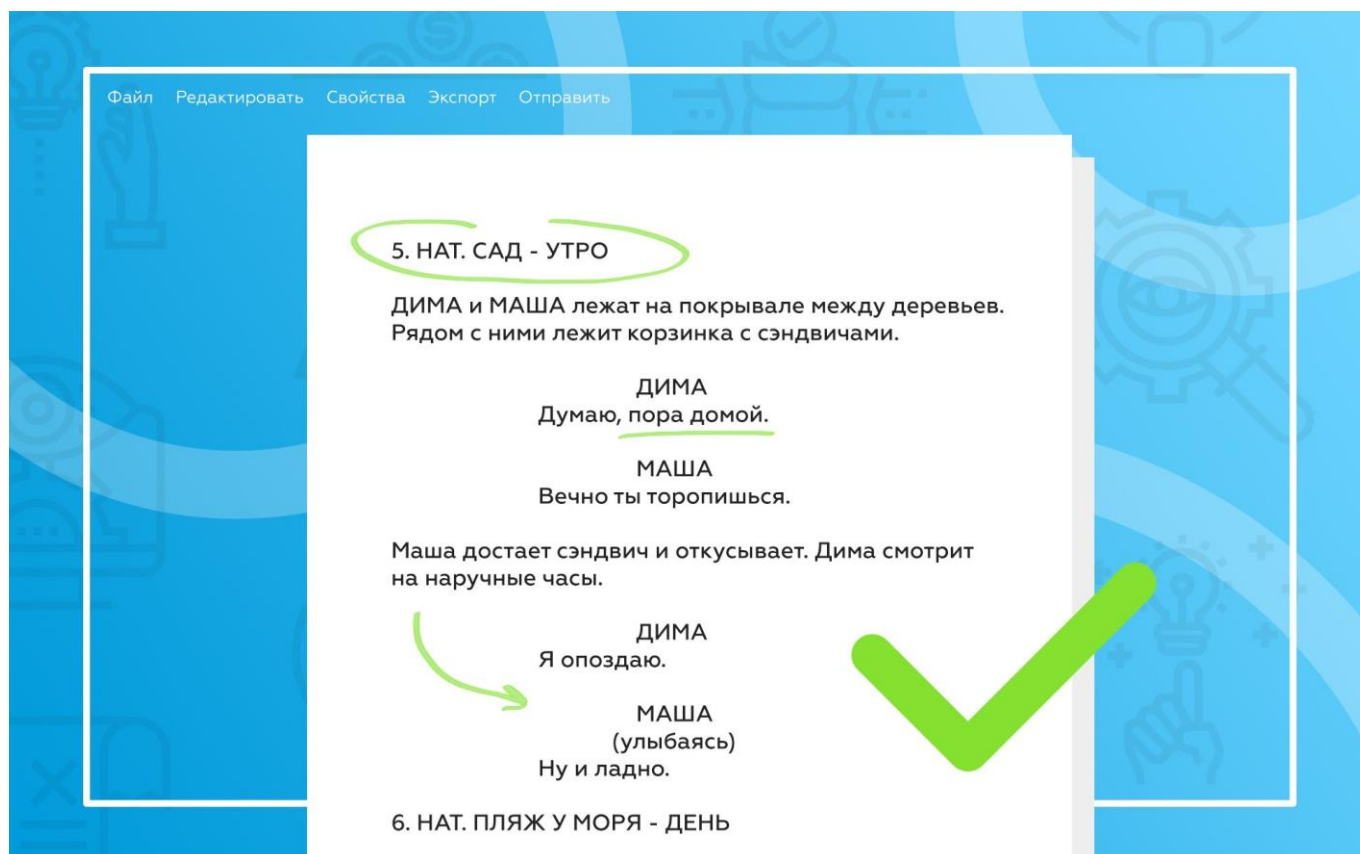 Файл Редактировать Свойства Экспорт Отправить
5. НАТ. САД - УТРО
ДИМА и МАША лежат на покрывале между деревьев.
Рядом с ними лежит корзинка с сэндвичами.
ДИМА
Думаю, пора домой.
МАША
Вечно ты торопишься.
Маша достает сэндвич и откусывает. Дима смотрит
на наручные часы.
ДИМА
Я опоздаю.
МАША
(улыбаясь)
Ну и ладно.
6. НАТ. ПЛЯЖ У МОРЯ - ДЕНЬ